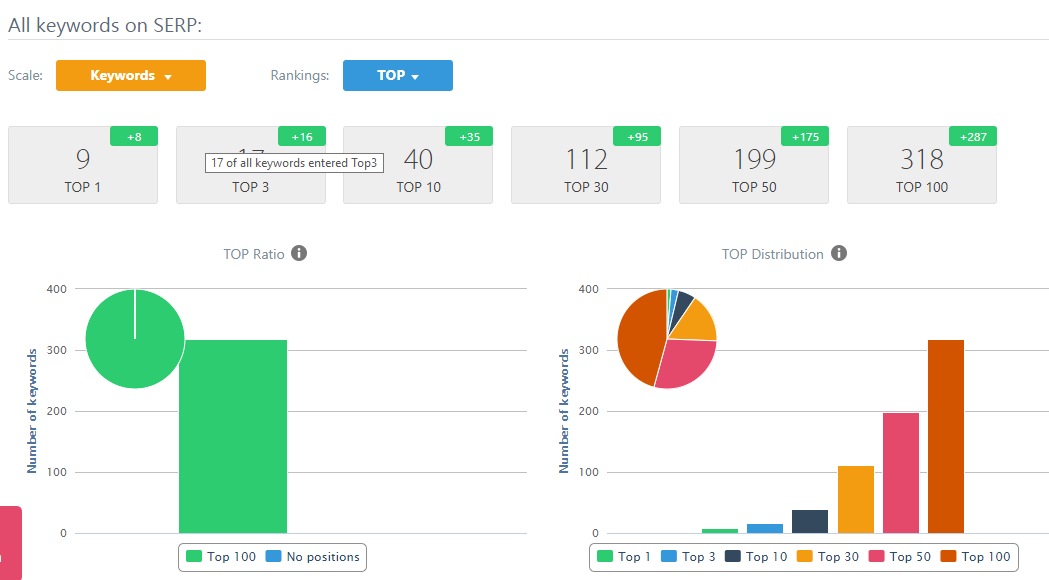 All keywords on SERP:
Scale: Keywords Rankings: TOP
+8 +16 +35 +95 +175 +287
9 17 40 112 199 318
17 of all keywords entered Top3
TOP 1 TOP 3 TOP 10 TOP 30 TOP 50 TOP 100
TOP Ratio
400
300
200
100
0
Number of keywords
Top 100 No positions
TOP Distribution
400
300
200
100
0
Number of keywords
Top 1 Top 3 Top 10 Top 30 Top 50 Top 100